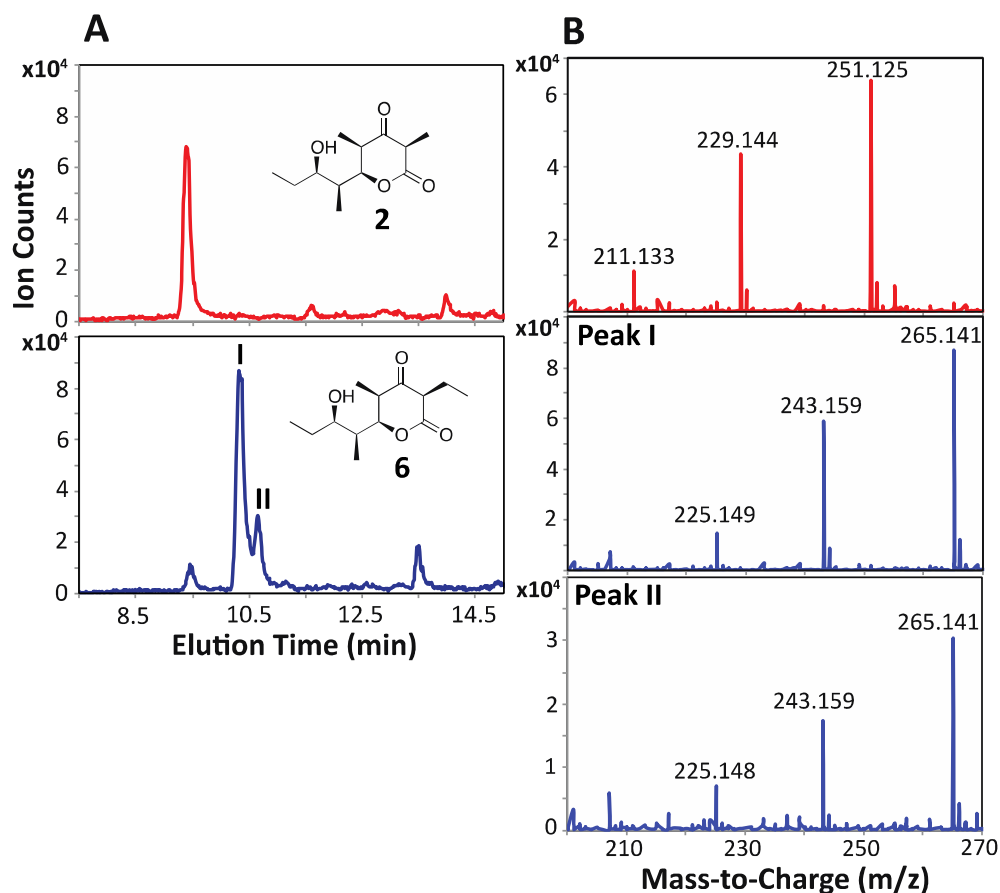 A
B
x10⁴
8
6
4
2
0
OH
O
O
O
2
x10⁴
8
6
4
2
0
I
II
OH
O
O
O
6
8.5
10.5
12.5
14.5
Elution Time (min)
Ion Counts
x10⁴
6
4
2
211.133
229.144
251.125
x10⁴
8
6
4
2
Peak I
225.149
243.159
265.141
x10⁴
3
2
1
0
Peak II
225.148
243.159
265.141
210
230
250
270
Mass-to-Charge (m/z)